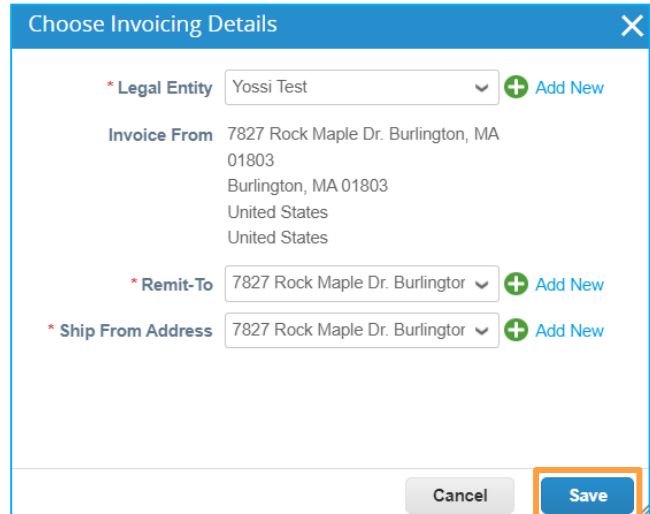 Choose Invoicing Details
* Legal Entity Yossi Test Add New
Invoice From 7827 Rock Maple Dr. Burlington, MA
01803
Burlington, MA 01803
United States
United States
* Remit-To 7827 Rock Maple Dr. Burlingtor Add New
* Ship From Address 7827 Rock Maple Dr. Burlingtor Add New
Cancel Save